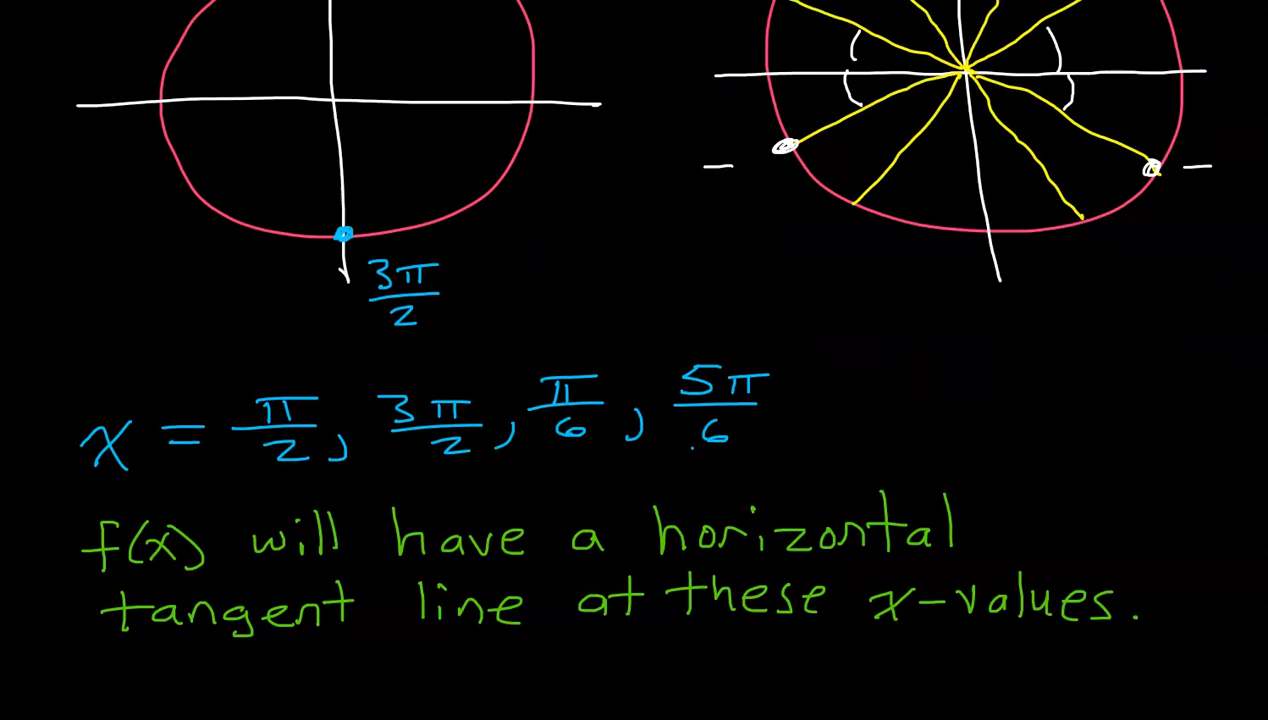 3π/2
x = π/2, 3π/2, π/6, 5π/6
f(x) will have a horizontal
tangent line at these x-values.